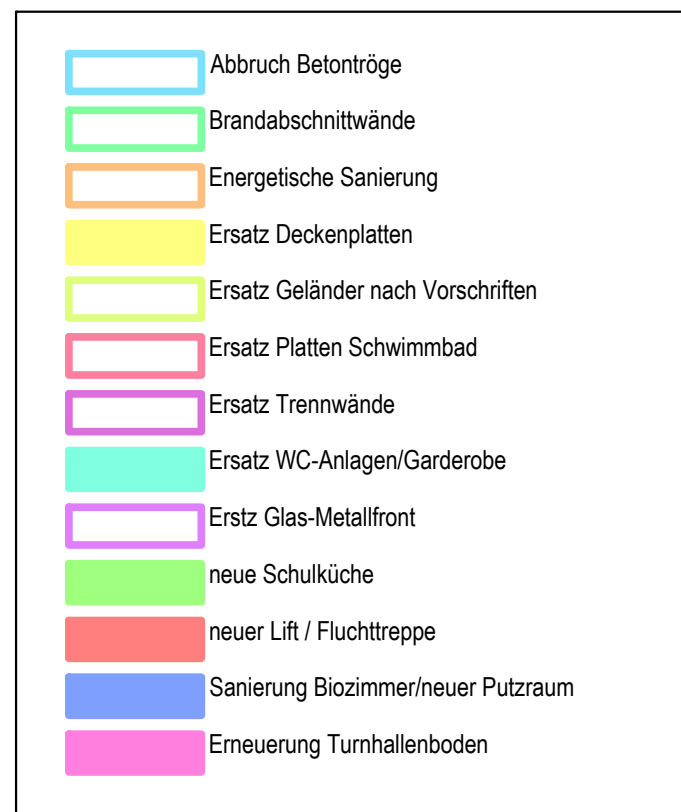 Abbruch Betontröge
Brandabschnittwände
Energetische Sanierung
Ersatz Deckenplatten
Ersatz Geländer nach Vorschriften
Ersatz Platten Schwimmbad
Ersatz Trennwände
Ersatz WC-Anlagen/Garderobe
Erstz Glas-Metallfront
neue Schulküche
neuer Lift / Fluchttreppe
Sanierung Biozimmer/neuer Putzraum
Erneuerung Turnhallenboden